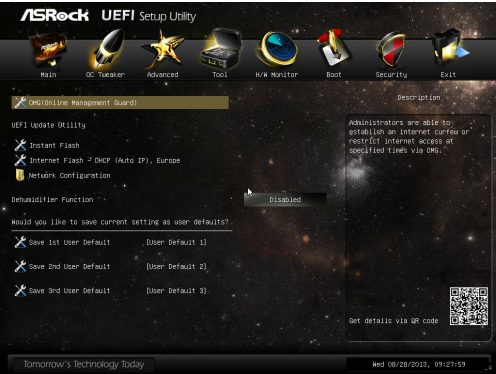 ASRock UEFI Setup Utility
Main OC Tweaker Advanced Tool H/W Monitor Boot Security Exit
OMG(Online Management Guard)
UEFI Update Utility
Instant Flash
Internet Flash - DHCP (Auto IP), Europe
Network Configuration
Dehumidifier Function Disabled
Would you like to save current setting as user defaults?
Save 1st User Default [User Default 1]
Save 2nd User Default [User Default 2]
Save 3rd User Default [User Default 3]
Description
Administrators are able to
establish an internet curfew or
restrict internet access at
specified times via OMG.
Get details via QR code
Tomorrow's Technology Today
Wed 08/28/2013, 09:27:59